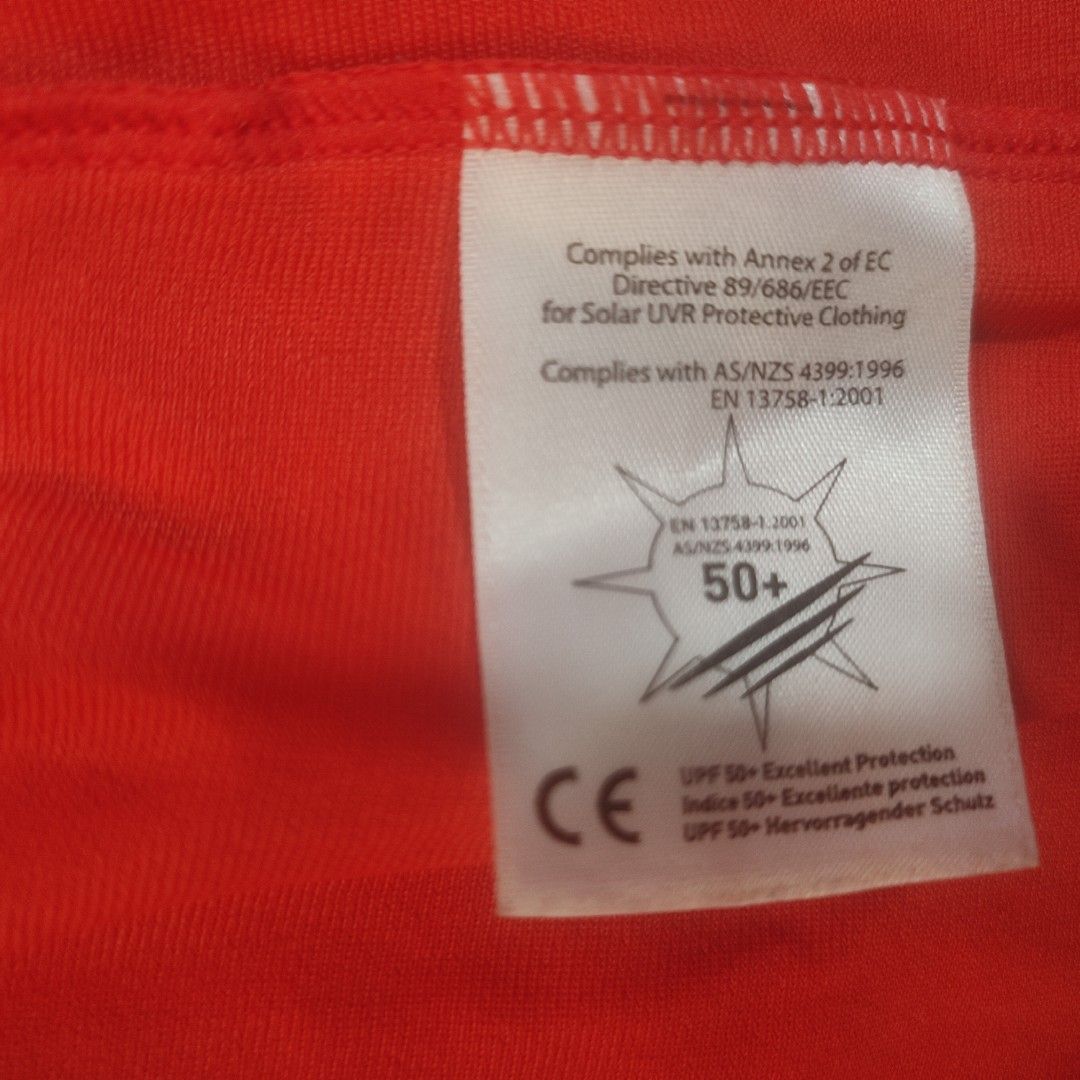 Complies with Annex 2 of EC
Directive 89/686/EEC
for Solar UVR Protective Clothing
Complies with AS/NZS 4399:1996
EN 13758-1:2001
EN 13758-1:2001
AS/NZS 4399:1996
50+
CE
UPF 50+ Excellent Protection
Indice 50+ Excellente protection
UPF 50+ Hervorragender Schutz